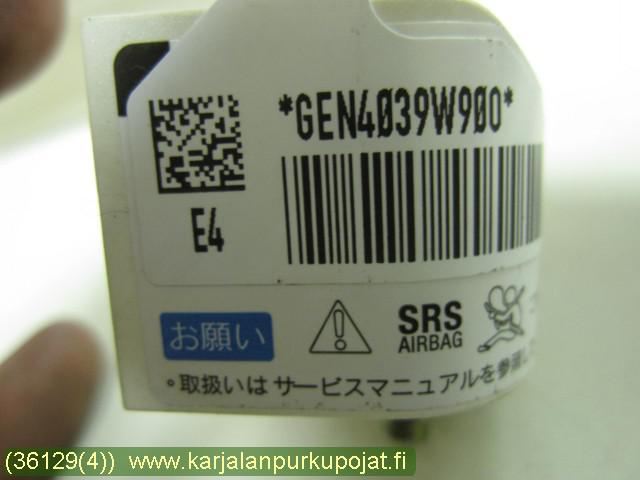 *GEN4039W900*
E4
お願い
SRS
AIRBAG
•取扱いは サービスマニュアルを参照し
(36129(4)) www.karjalanpurkupojat.fi